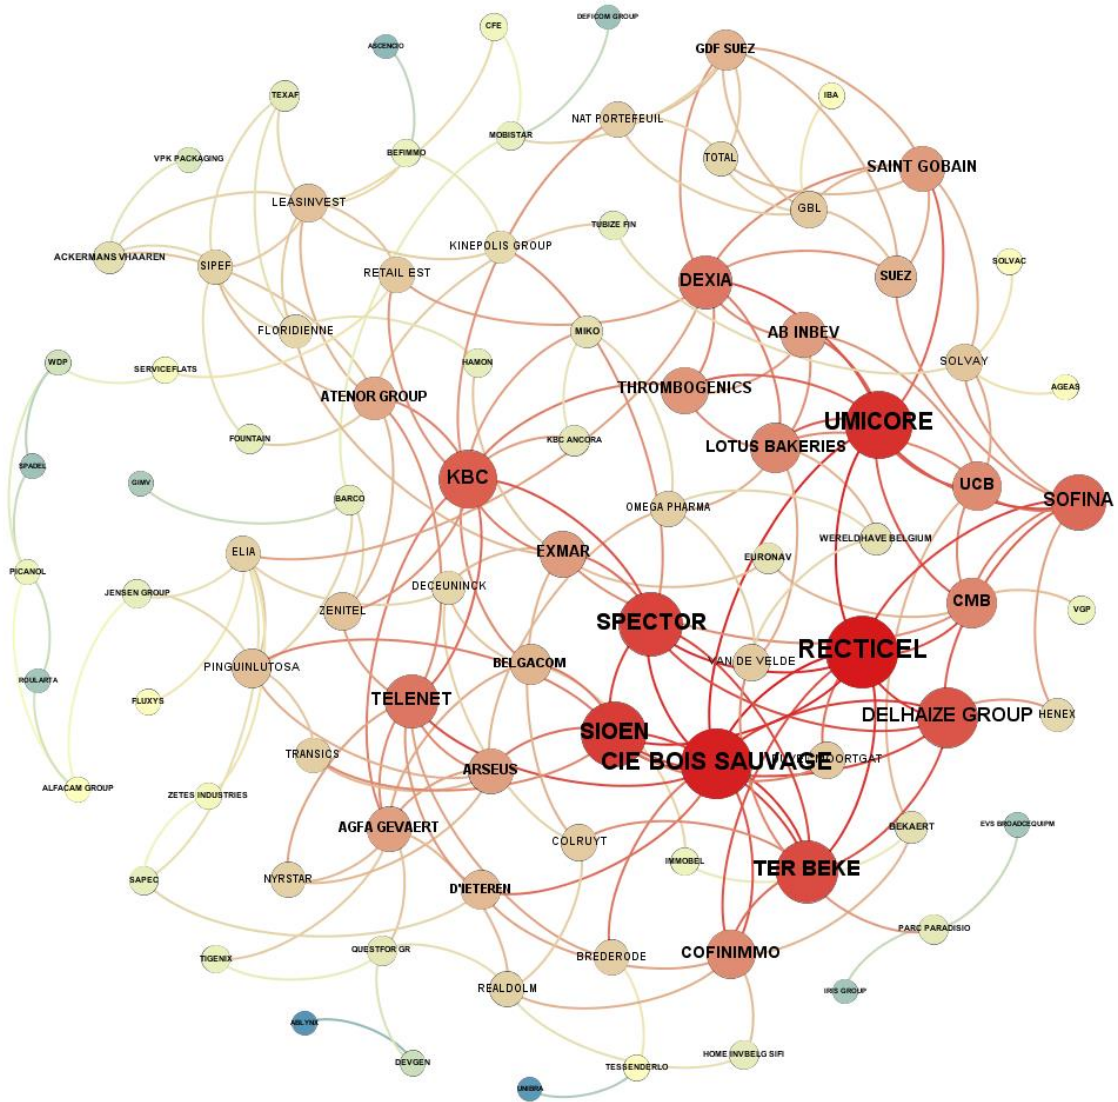 DEFICOM GROUP
CFE
ASCENCIO
GDF SUEZ
TEXAF
IBA
NAT PORTEFEUIL
MOBISTAR
BEFIMMO
VPK PACKAGING
TOTAL
SAINT GOBAIN
LEASINVEST
GBL
TUBIZE FIN
KINEPOLIS GROUP
ACKERMANS VHAAREN
SIPEF
RETAIL EST
SOLVAC
DEXIA
SUEZ
FLORIDIENNE
MIKO
AB INBEV
WDP
SERVICEFLATS
HAMON
SOLVAY
THROMBOGENICS
AGEAS
ATENOR GROUP
UMICORE
FOUNTAIN
KBC ANCORA
LOTUS BAKERIES
SPADEL
GIMV
KBC
UCB
BARCO
SOFINA
OMEGA PHARMA
WERELDHAVE BELGIUM
ELIA
EXMAR
EURONAV
PICANOL
JENSEN GROUP
DECEUNINCK
CMB
VGP
ZENITEL
SPECTOR
RECTICEL
PINGUINLUTOSA
BELGACOM
VAN DE VELDE
ROULARTA
FLUXYS
TELENET
DELHAIZE GROUP
HENEX
SIOEN
TRANSICS
CIE BOIS SAUVAGE
ARSEUS
ALFACAM GROUP
ZETES INDUSTRIES
AGFA GEVAERT
BEKAERT
EVS BROADCEQUIPM
COLRUYT
IMMOBEL
TER BEKE
SAPEC
NYRSTAR
D'IETEREN
PARC PARADISIO
QUESTFOR GR
TIGENIX
BREDERODE
COFINIMMO
REALDOLM
IRIS GROUP
ABLYNX
DEVGEN
HOME INVBELG SIFI
TESSENDERLO
UNIBRA